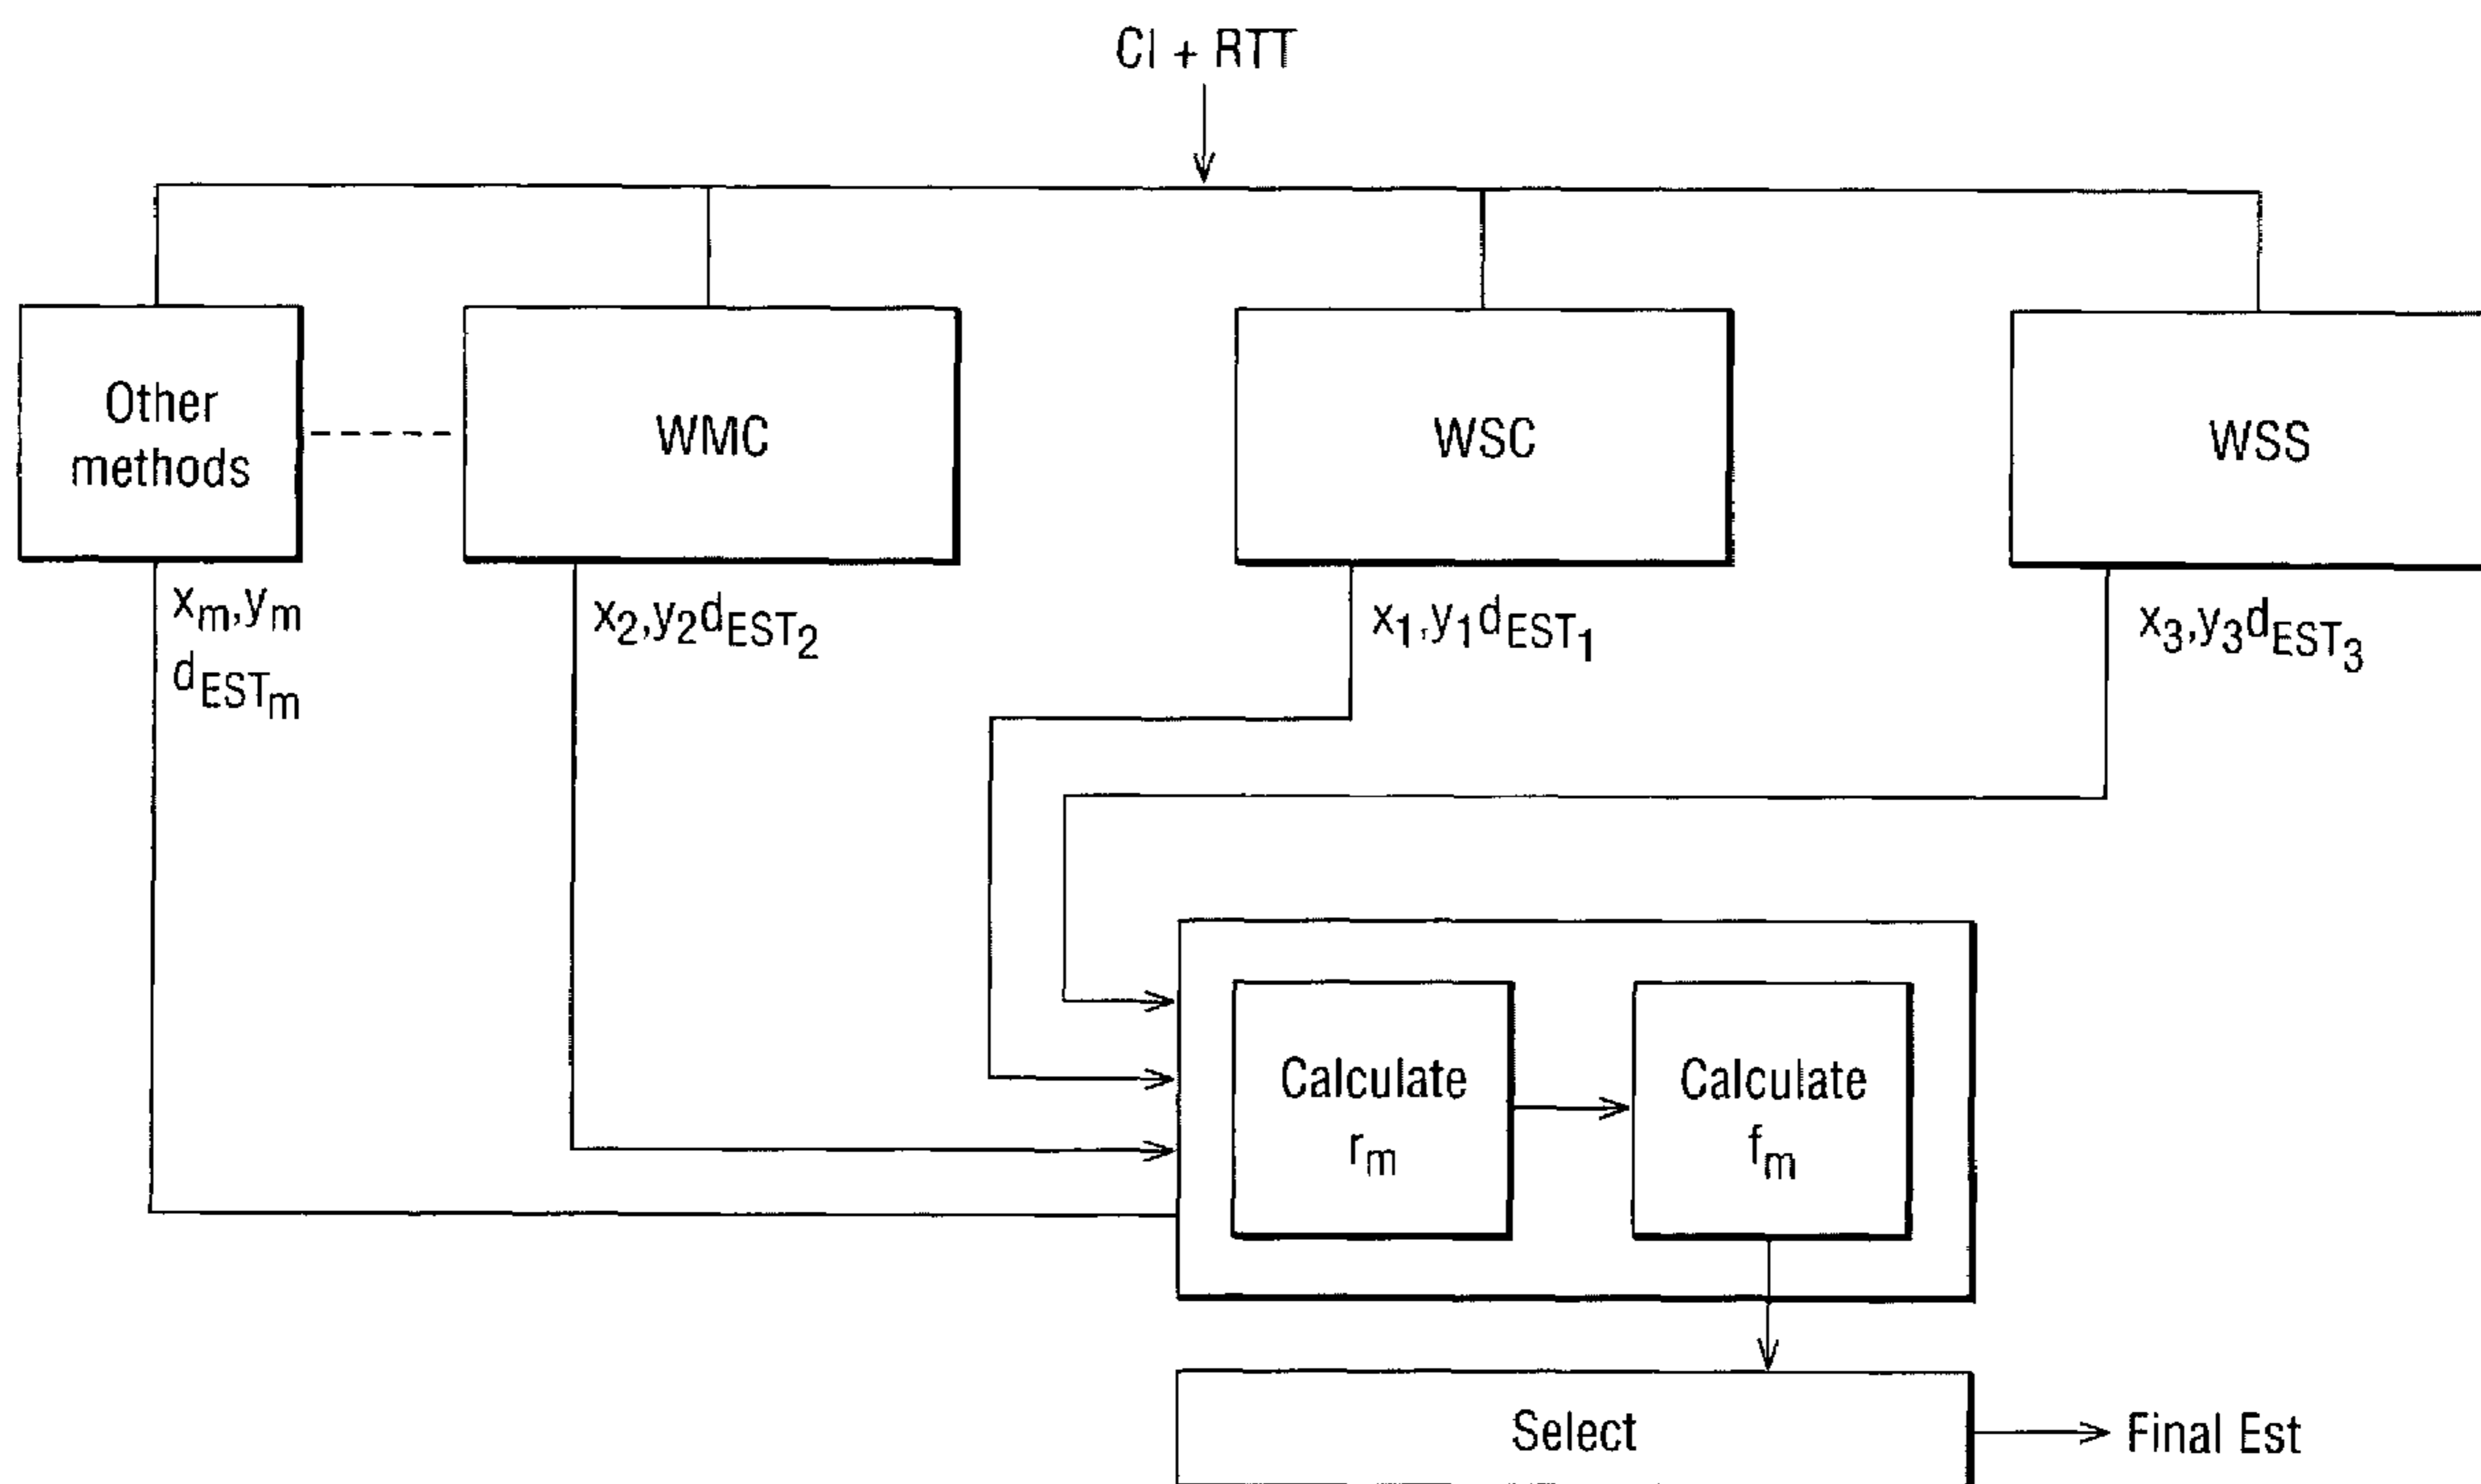 CI + RTT
Other
methods
WMC
WSC
WSS
xm,ym
dESTm
x2,y2dEST2
x1,y1dEST1
x3,y3dEST3
Calculate
rm
Calculate
fm
Select
Final Est